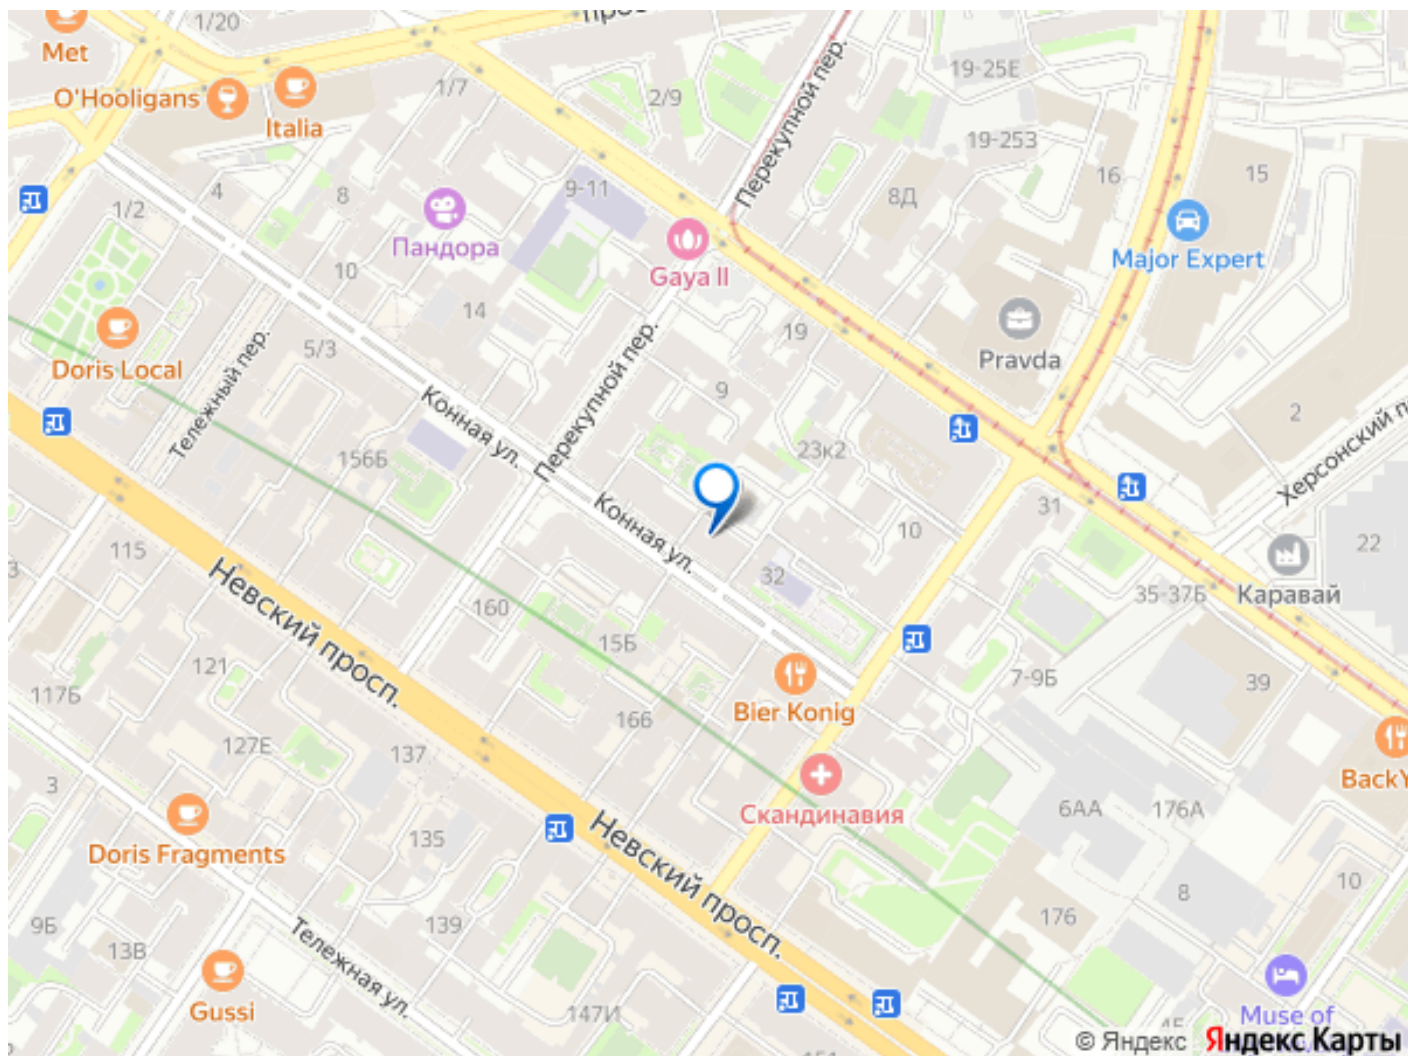 1/20
Met
O'Hooligans
Italia
1/7
2/9
Перекупной пер.
19-25Е
19-253
16
15
4
8
9-11
8Д
1/2
Пандора
Gaya II
Major Expert
10
14
19
Pravda
Doris Local
5/3
Тележный пер.
Перекупной пер.
9
2
Херсонский п
Конная ул.
156Б
23к2
Конная ул.
10
31
22
115
3
Невский просп.
160
32
35-37Б
Каравай
15Б
121
117Б
7-9Б
39
166
Bier Konig
127Е
137
3
BackY
Скандинавия
6АА
176А
135
Doris Fragments
Невский просп.
8
10
176
139
9Б
13В
Тележная ул.
Gussi
147И
Muse of
© Яндекс Яндекс Карты